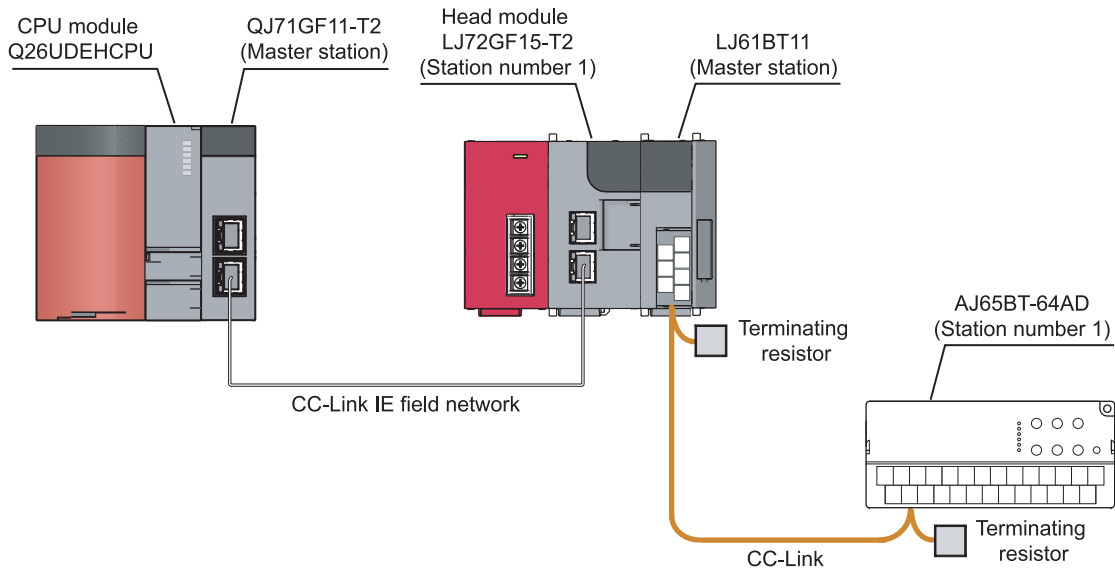 CPU module
Q26UDEHCPU
QJ71GF11-T2
(Master station)
Head module
LJ72GF15-T2
(Station number 1)
LJ61BT11
(Master station)
Terminating
resistor
AJ65BT-64AD
(Station number 1)
CC-Link IE field network
Terminating
resistor
CC-Link